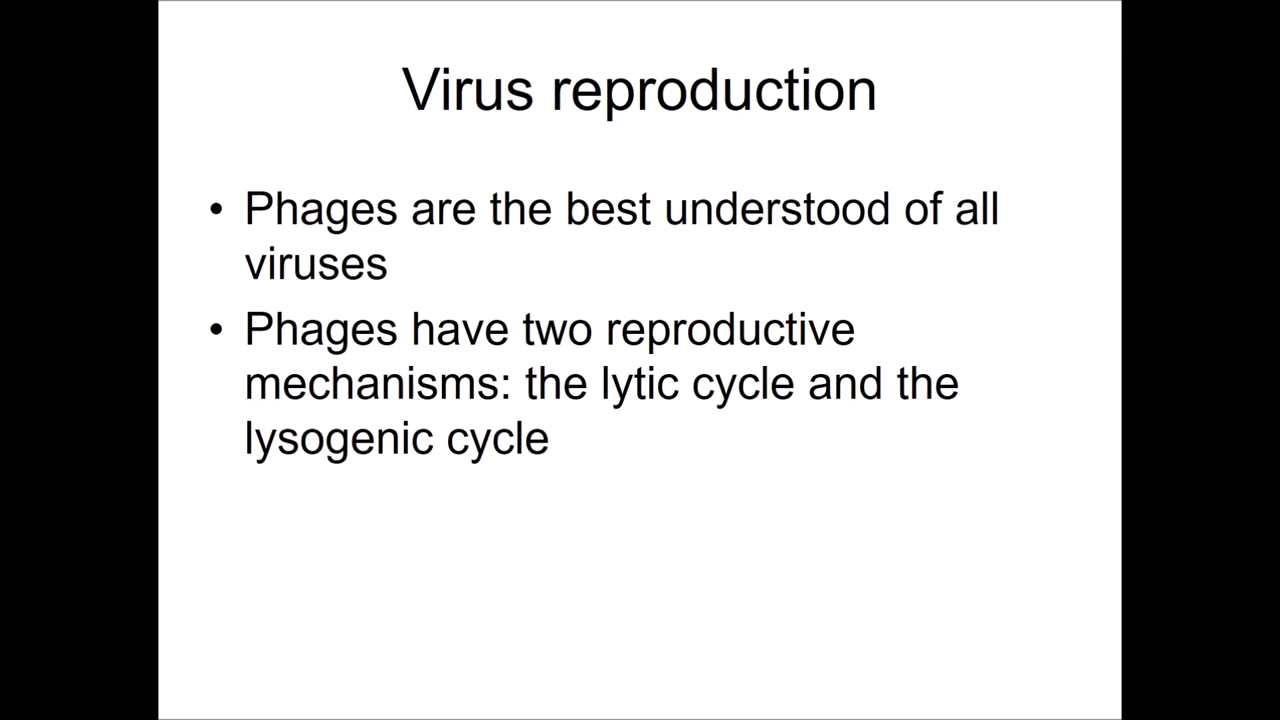 Virus reproduction
• Phages are the best understood of all
viruses
• Phages have two reproductive
mechanisms: the lytic cycle and the
lysogenic cycle